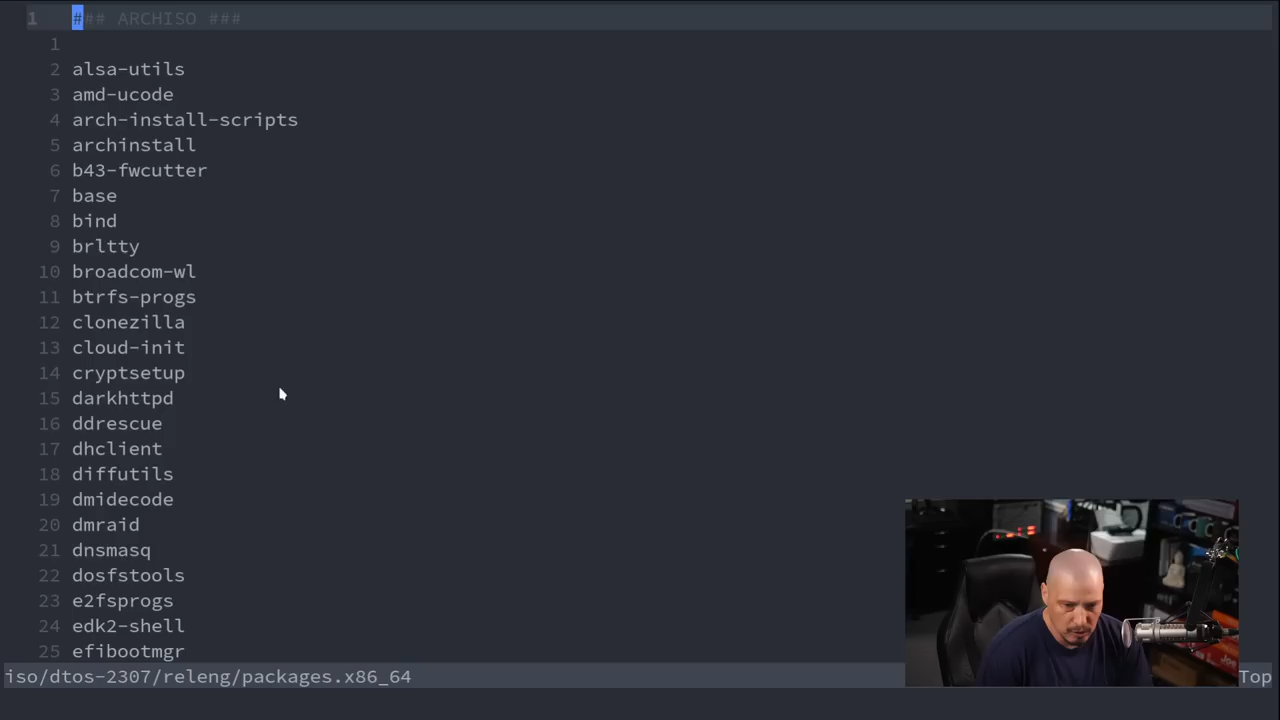 1 ### ARCHISO ###
1
2 alsa-utils
3 amd-ucode
4 arch-install-scripts
5 archinstall
6 b43-fwcutter
7 base
8 bind
9 brltty
10 broadcom-wl
11 btrfs-progs
12 clonezilla
13 cloud-init
14 cryptsetup
15 darkhttpd
16 ddrescue
17 dhclient
18 diffutils
19 dmidecode
20 dmraid
21 dnsmasq
22 dosfstools
23 e2fsprogs
24 edk2-shell
25 efibootmgr
iso/dtos-2307/releng/packages.x86_64 Top